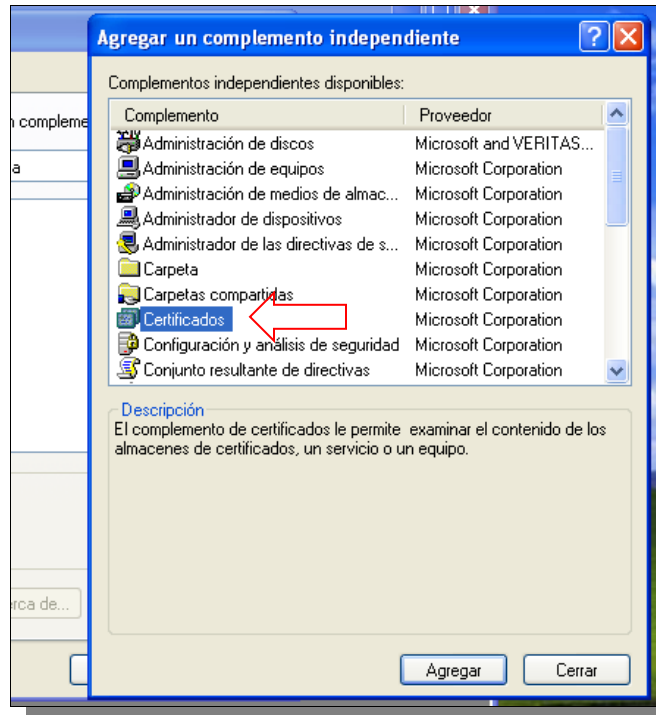 Agregar un complemento independiente
Complementos independientes disponibles:
Complemento Proveedor
Administración de discos Microsoft and VERITAS...
Administración de equipos Microsoft Corporation
Administración de medios de almac... Microsoft Corporation
Administrador de dispositivos Microsoft Corporation
Administrador de las directivas de s... Microsoft Corporation
Carpeta Microsoft Corporation
Carpetas compartidas Microsoft Corporation
Certificados Microsoft Corporation
Configuración y análisis de seguridad Microsoft Corporation
Conjunto resultante de directivas Microsoft Corporation
Descripción
El complemento de certificados le permite examinar el contenido de los
almacenes de certificados, un servicio o un equipo.
Agregar Cerrar
n compleme
a
rca de...